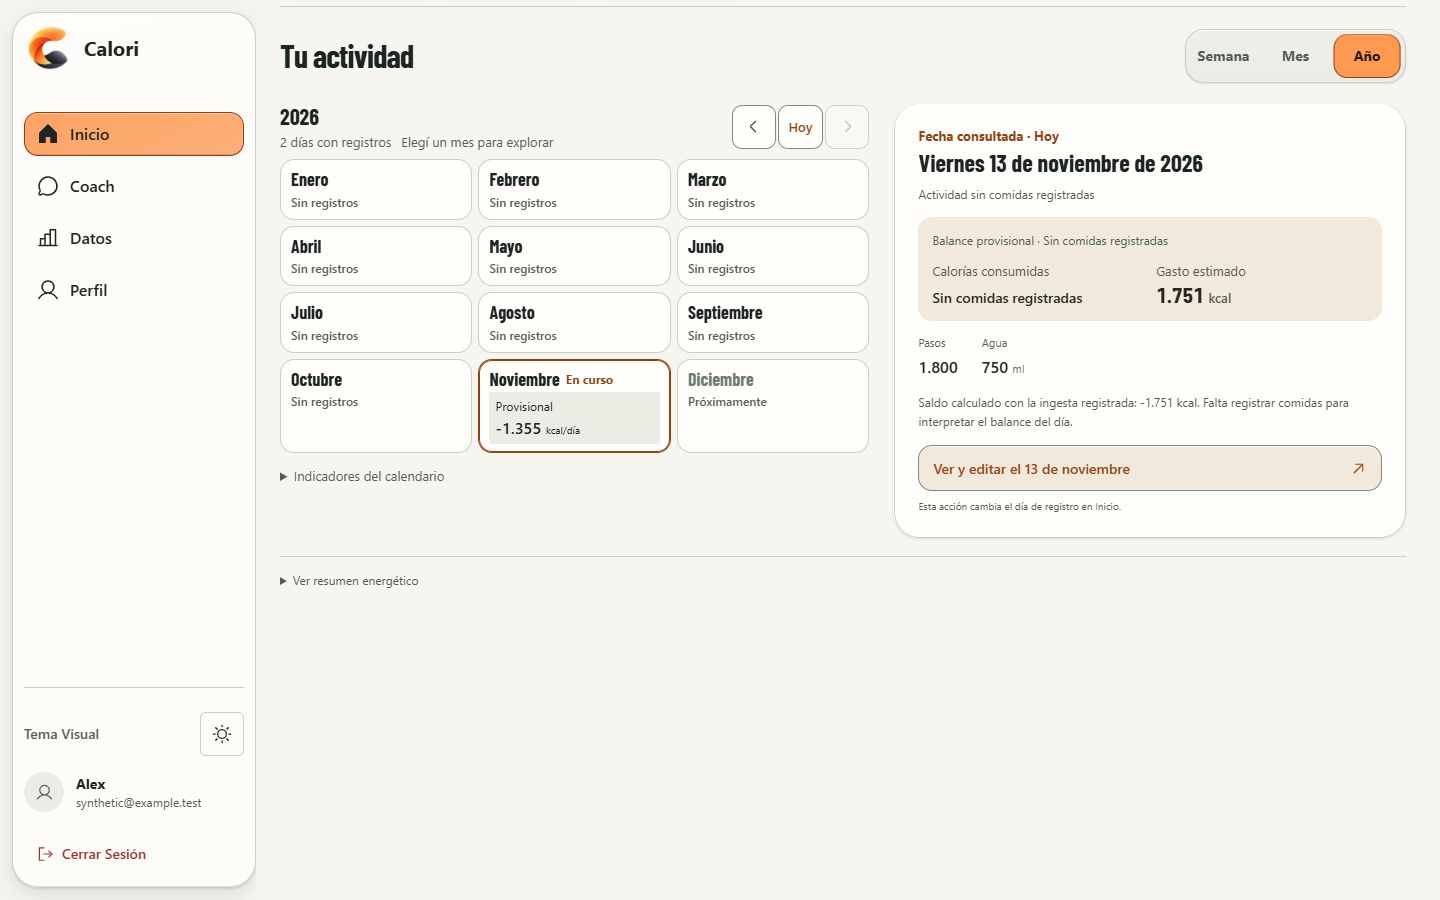 Calori
Inicio
Coach
Datos
Perfil
Tema Visual
Alex
synthetic@example.test
Cerrar Sesión
Tu actividad
Semana
Mes
Año
2026
2 días con registros Elegí un mes para explorar
Hoy
Enero
Sin registros
Febrero
Sin registros
Marzo
Sin registros
Abril
Sin registros
Mayo
Sin registros
Junio
Sin registros
Julio
Sin registros
Agosto
Sin registros
Septiembre
Sin registros
Octubre
Sin registros
Noviembre En curso
Provisional
-1.355 kcal/día
Diciembre
Próximamente
Indicadores del calendario
Fecha consultada · Hoy
Viernes 13 de noviembre de 2026
Actividad sin comidas registradas
Balance provisional · Sin comidas registradas
Calorías consumidas
Sin comidas registradas
Gasto estimado
1.751 kcal
Pasos
1.800
Agua
750 ml
Saldo calculado con la ingesta registrada: -1.751 kcal. Falta registrar comidas para
interpretar el balance del día.
Ver y editar el 13 de noviembre
Esta acción cambia el día de registro en Inicio.
Ver resumen energético